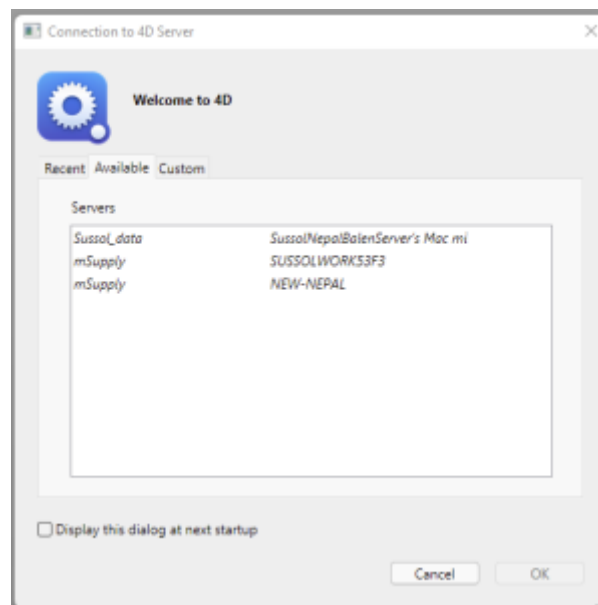 Connection to 4D Server
Welcome to 4D
Recent Available Custom
Servers
Sussol_data SussolNepalBalenServer's Mac mi
mSupply SUSSOLWORK53F3
mSupply NEW-NEPAL
Display this dialog at next startup
Cancel OK